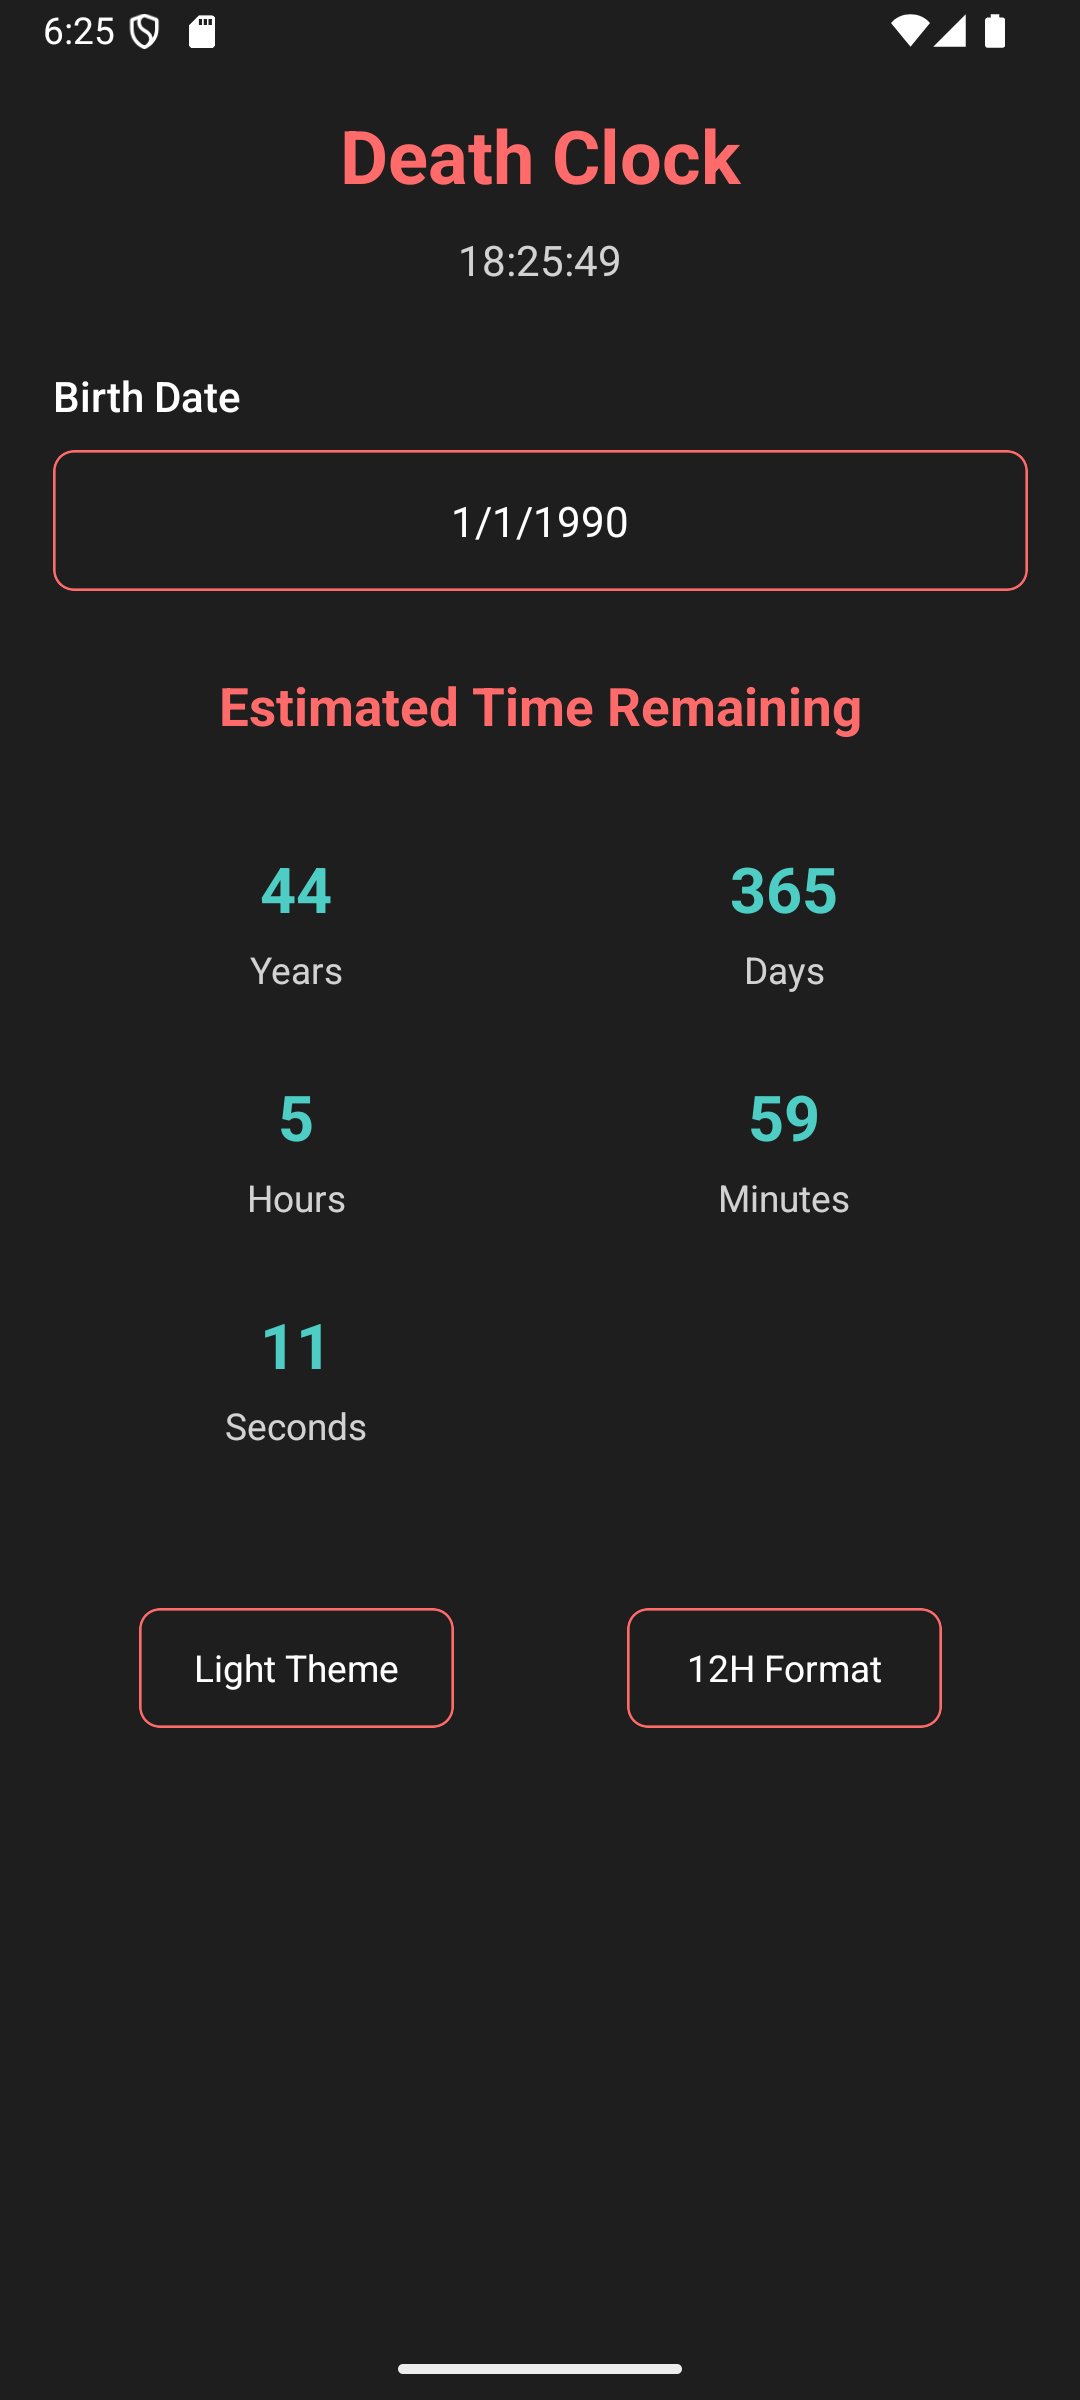 6:25
Death Clock
18:25:49
Birth Date
1/1/1990
Estimated Time Remaining
44
Years
365
Days
5
Hours
59
Minutes
11
Seconds
Light Theme
12H Format